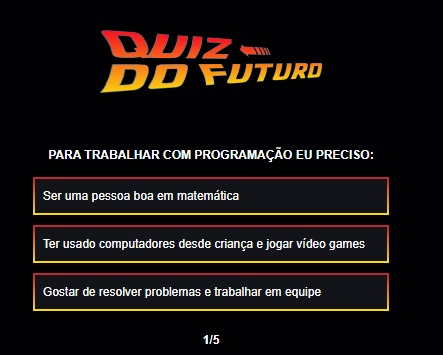 QUIZ
DO FUTURO
PARA TRABALHAR COM PROGRAMAÇÃO EU PRECISO:
Ser uma pessoa boa em matemática
Ter usado computadores desde criança e jogar vídeo games
Gostar de resolver problemas e trabalhar em equipe
1/5